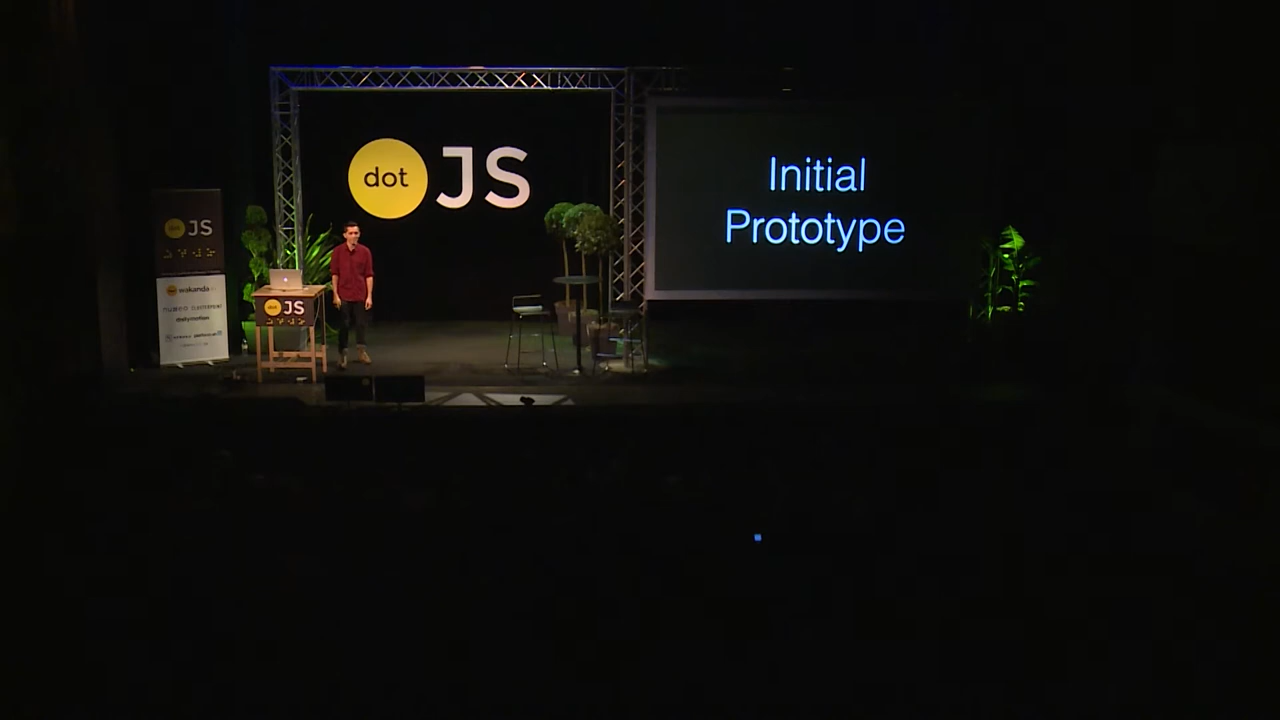 dot JS
Initial
Prototype
dot JS
wakanda
dailymotion
dot JS